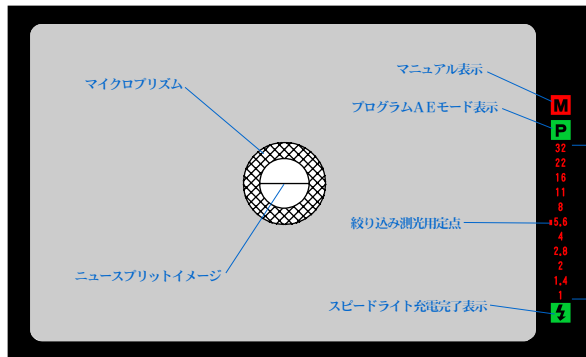 マニュアル表示
M
マイクロプリズム
プログラムAEモード表示
P
32
22
16
11
8
絞り込み測光用定点
5,6
4
2,8
ニュースプリットイメージ
2
1,4
1
スピードライト充電完了表示